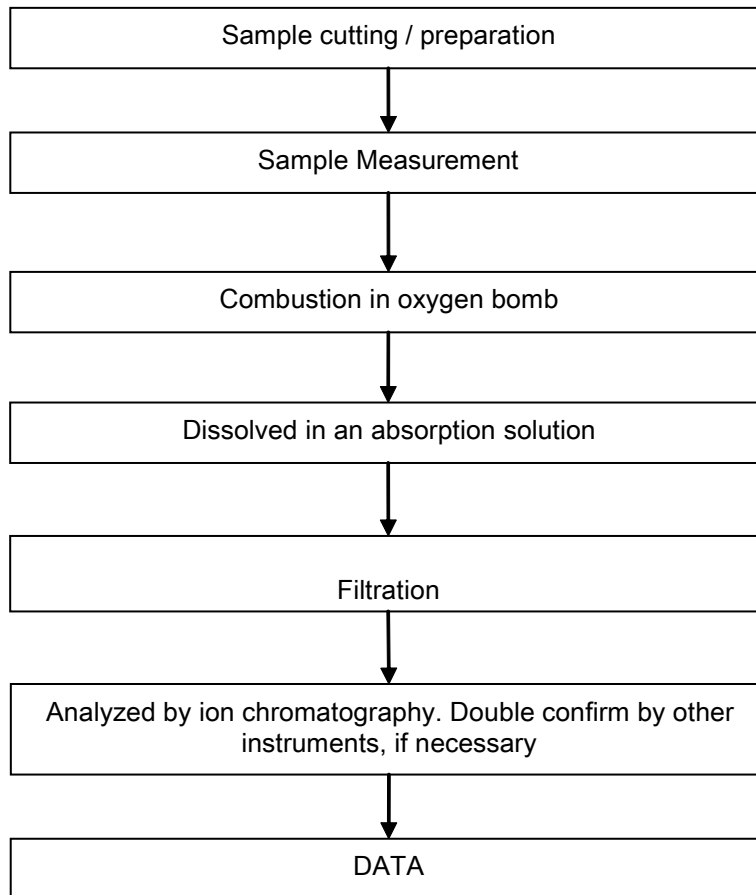 Sample cutting / preparation
Sample Measurement
Combustion in oxygen bomb
Dissolved in an absorption solution
Filtration
Analyzed by ion chromatography. Double confirm by other
instruments, if necessary
DATA